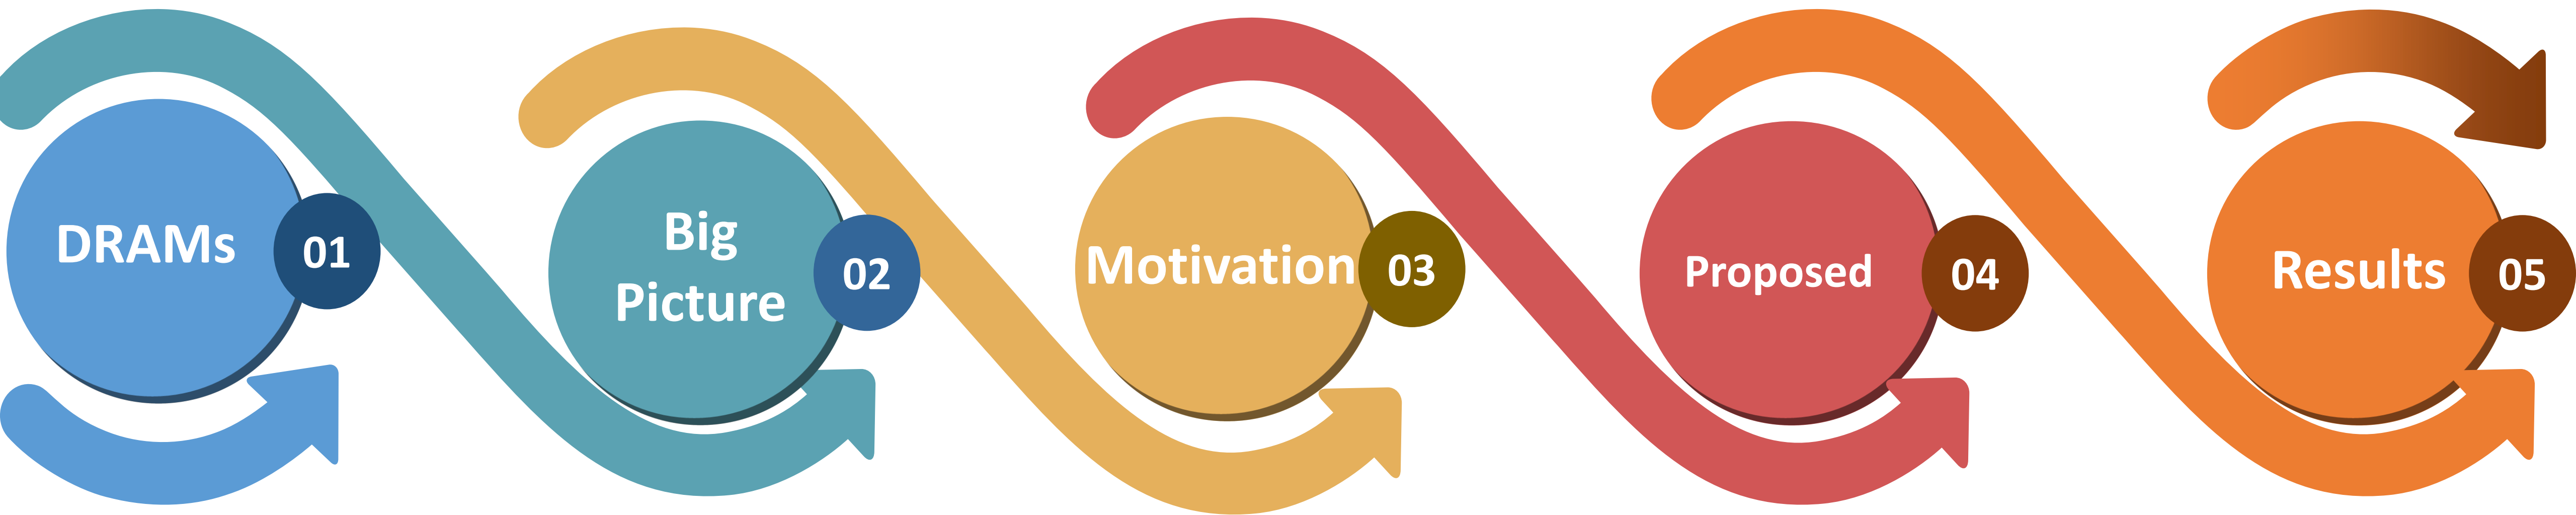 DRAMs
01
Big
Picture
02
Motivation
03
Proposed
04
Results
05